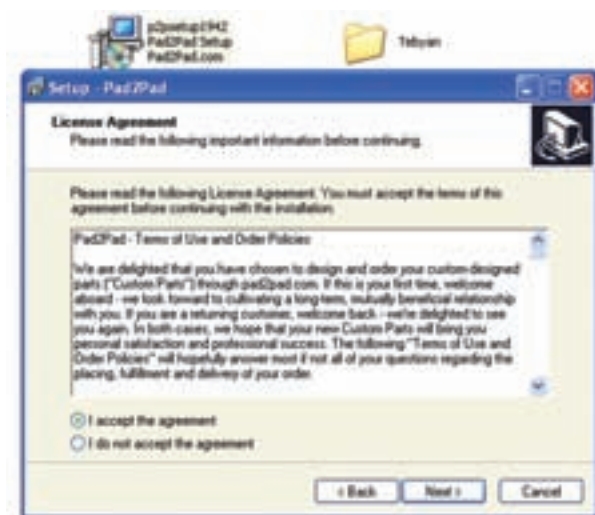 p2psetup1942
Pad2Pad Setup
Pad2Pad.com
Tebyan
Setup - Pad2Pad
License Agreement
Please read the following important information before continuing.
Please read the following License Agreement. You must accept the terms of this
agreement before continuing with the installation.
Pad2Pad - Terms of Use and Order Policies
We are delighted that you have chosen to design and order your custom-designed
parts ("Custom Parts") through pad2pad.com. If this is your first time, welcome
aboard - we look forward to cultivating a long-term, mutually beneficial relationship
with you. If you are a returning customer, welcome back - we're delighted to see
you again. In both cases, we hope that your new Custom Parts will bring you
personal satisfaction and professional success. The following "Terms of Use and
Order Policies" will hopefully answer most if not all of your questions regarding the
placing, fulfillment and delivery of your order.
I accept the agreement
I do not accept the agreement
< Back
Next >
Cancel